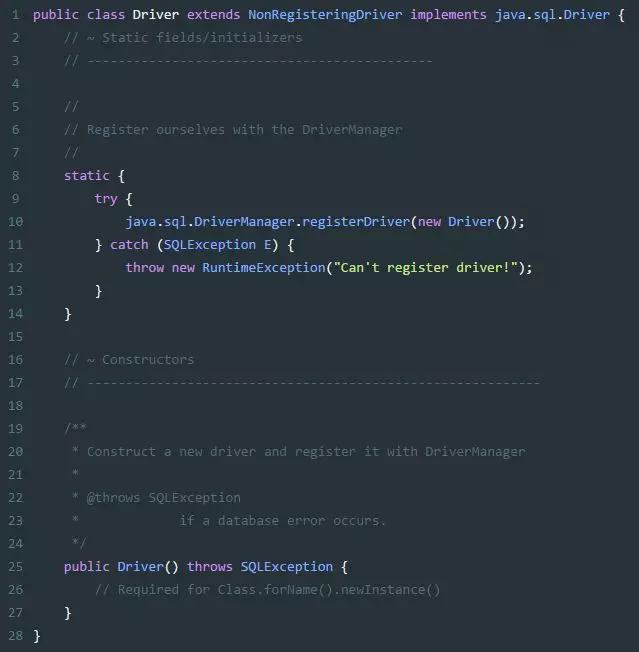 1 public class Driver extends NonRegisteringDriver implements java.sql.Driver {
2     // ~ Static fields/initializers
3     // ---------------------------------------------
4
5     //
6     // Register ourselves with the DriverManager
7     //
8     static {
9         try {
10             java.sql.DriverManager.registerDriver(new Driver());
11         } catch (SQLException E) {
12             throw new RuntimeException("Can't register driver!");
13         }
14     }
15
16     // ~ Constructors
17     // -----------------------------------------------------------
18
19     /**
20      * Construct a new driver and register it with DriverManager
21      *
22      * @throws SQLException
23      *             if a database error occurs.
24      */
25     public Driver() throws SQLException {
26         // Required for Class.forName().newInstance()
27     }
28 }